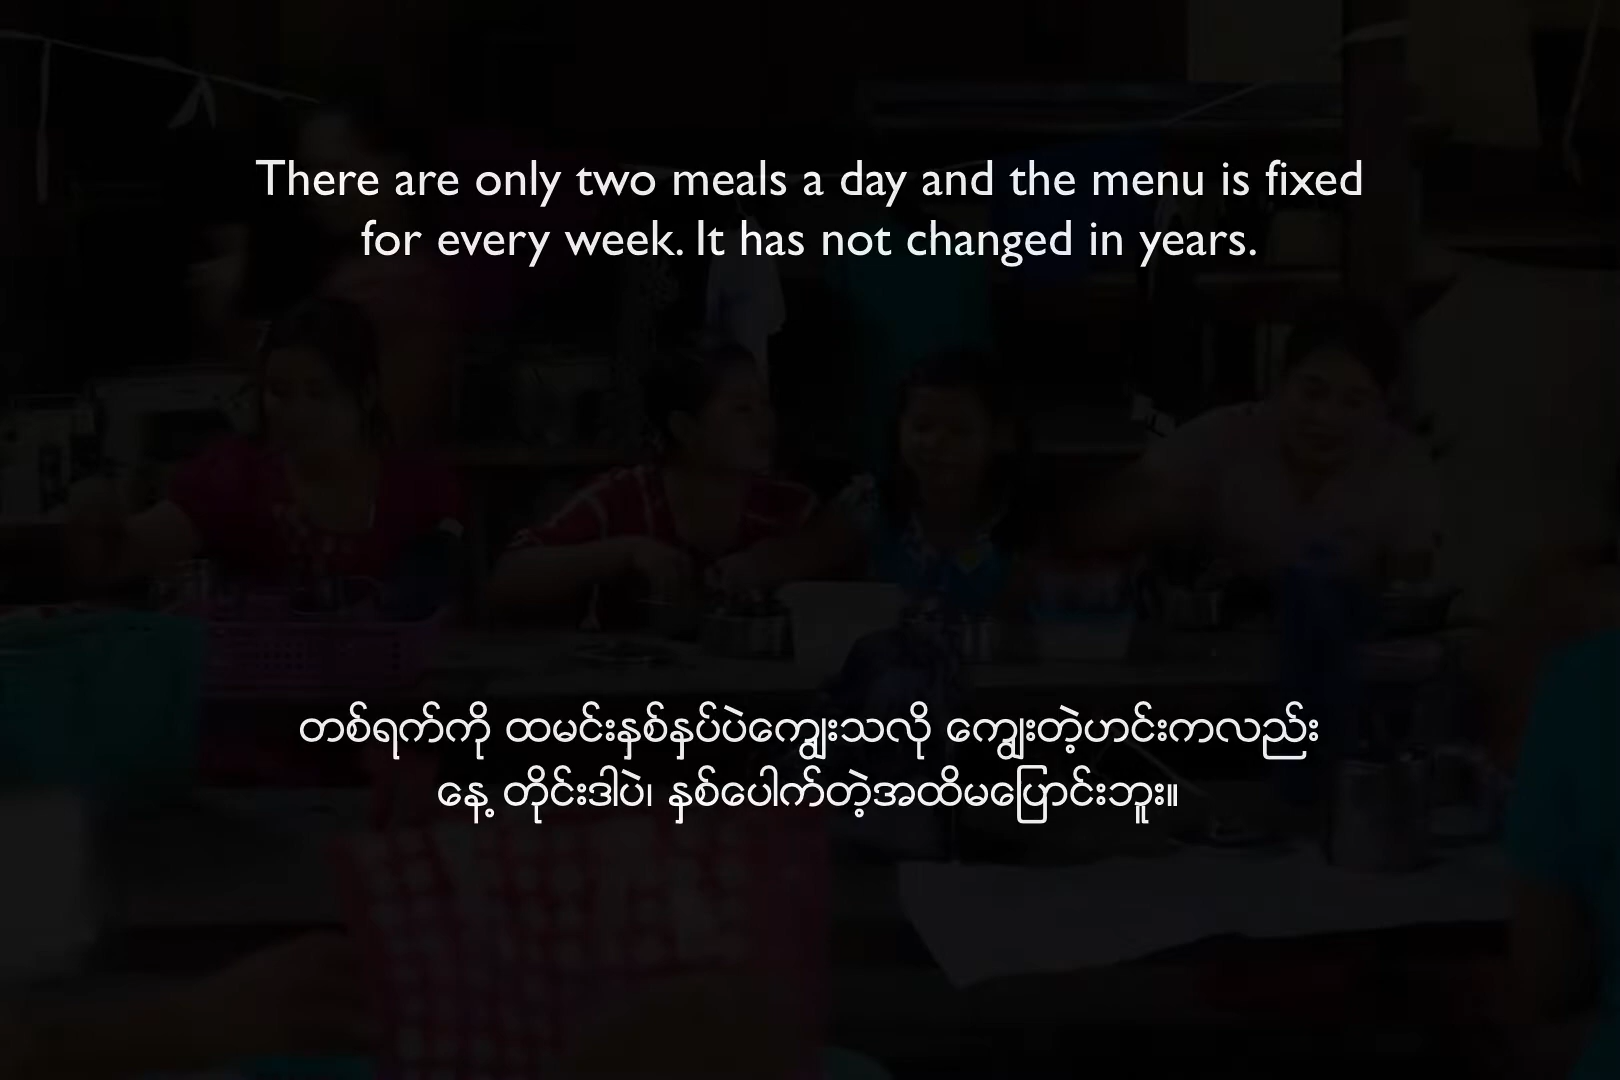 There are only two meals a day and the menu is fixed
for every week. It has not changed in years.
တစ်ရက်ကို ထမင်းနှစ်နှပ်ပဲကျွေးသလို ကျွေးတဲ့ဟင်းကလည်း
နေ့ တိုင်းဒါပဲ၊ နှစ်ပေါက်တဲ့အထိမပြောင်းဘူး။